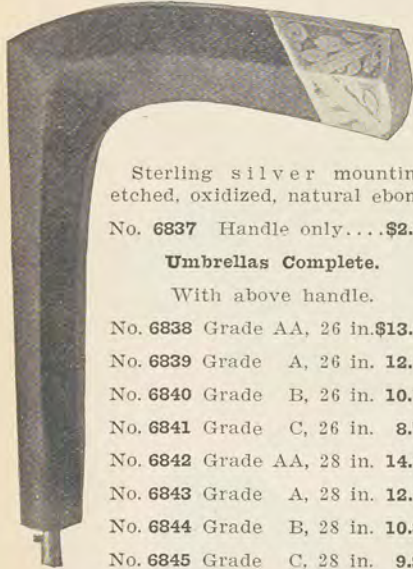 Sterling silver mountin
etched, oxidized, natural ebon
No. 6837 Handle only....$2.
Umbrellas Complete.
With above handle.
No. 6838 Grade AA, 26 in.$13.
No. 6839 Grade A, 26 in. 12.
No. 6840 Grade B, 26 in. 10.
No. 6841 Grade C, 26 in. 8.
No. 6842 Grade AA, 28 in. 14.
No. 6843 Grade A, 28 in. 12.
No. 6844 Grade B, 28 in. 10.
No. 6845 Grade C, 28 in. 9.